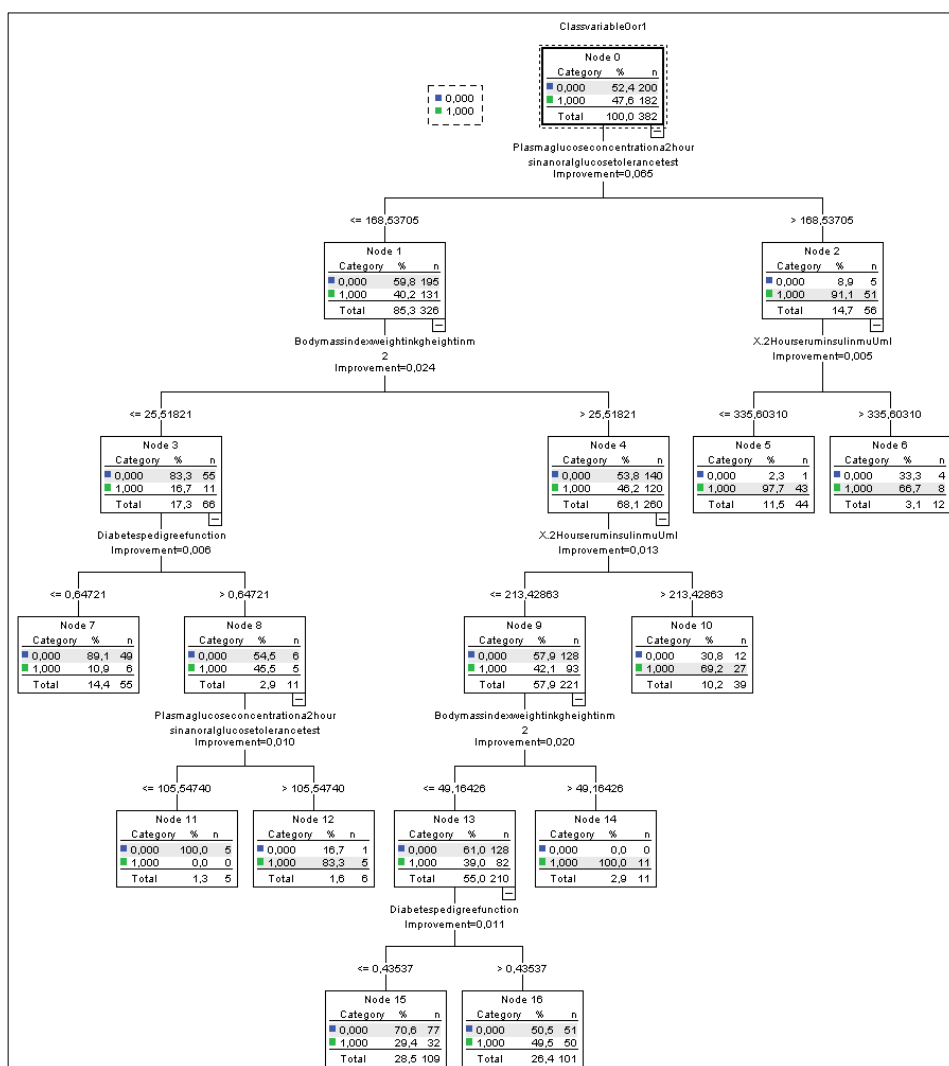 Classvariable0or1
Node 0
Category % n
0,000 52,4 200
1,000 47,6 182
Total 100,0 382
0,000
1,000
Plasmaglucoseconcentrationa2hour
sinanoralglucosetolerancetest
Improvement=0,065
<= 168,53705
> 168,53705
Node 1
Category % n
0,000 59,8 195
1,000 40,2 131
Total 85,3 326
Node 2
Category % n
0,000 8,9 5
1,000 91,1 51
Total 14,7 56
Bodymassindexweightinkgheightinm
2
Improvement=0,024
X.2HourseruminsulinmuUml
Improvement=0,005
<= 25,51821
> 25,51821
<= 335,60310
> 335,60310
Node 3
Category % n
0,000 83,3 55
1,000 16,7 11
Total 17,3 66
Node 4
Category % n
0,000 53,8 140
1,000 46,2 120
Total 68,1 260
Node 5
Category % n
0,000 2,3 1
1,000 97,7 43
Total 11,5 44
Node 6
Category % n
0,000 33,3 4
1,000 66,7 8
Total 3,1 12
Diabetespedigreefunction
Improvement=0,006
X.2HourseruminsulinmuUml
Improvement=0,013
<= 0,64721
> 0,64721
<= 213,42863
> 213,42863
Node 7
Category % n
0,000 89,1 49
1,000 10,9 6
Total 14,4 55
Node 8
Category % n
0,000 54,5 6
1,000 45,5 5
Total 2,9 11
Node 9
Category % n
0,000 57,9 128
1,000 42,1 93
Total 57,9 221
Node 10
Category % n
0,000 30,8 12
1,000 69,2 27
Total 10,2 39
Plasmaglucoseconcentrationa2hour
sinanoralglucosetolerancetest
Improvement=0,010
Bodymassindexweightinkgheightinm
2
Improvement=0,020
<= 105,54740
> 105,54740
<= 49,16426
> 49,16426
Node 11
Category % n
0,000 100,0 5
1,000 0,0 0
Total 1,3 5
Node 12
Category % n
0,000 16,7 1
1,000 83,3 5
Total 1,6 6
Node 13
Category % n
0,000 61,0 128
1,000 39,0 82
Total 55,0 210
Node 14
Category % n
0,000 0,0 0
1,000 100,0 11
Total 2,9 11
Diabetespedigreefunction
Improvement=0,011
<= 0,43537
> 0,43537
Node 15
Category % n
0,000 70,6 77
1,000 29,4 32
Total 28,5 109
Node 16
Category % n
0,000 50,5 51
1,000 49,5 50
Total 26,4 101